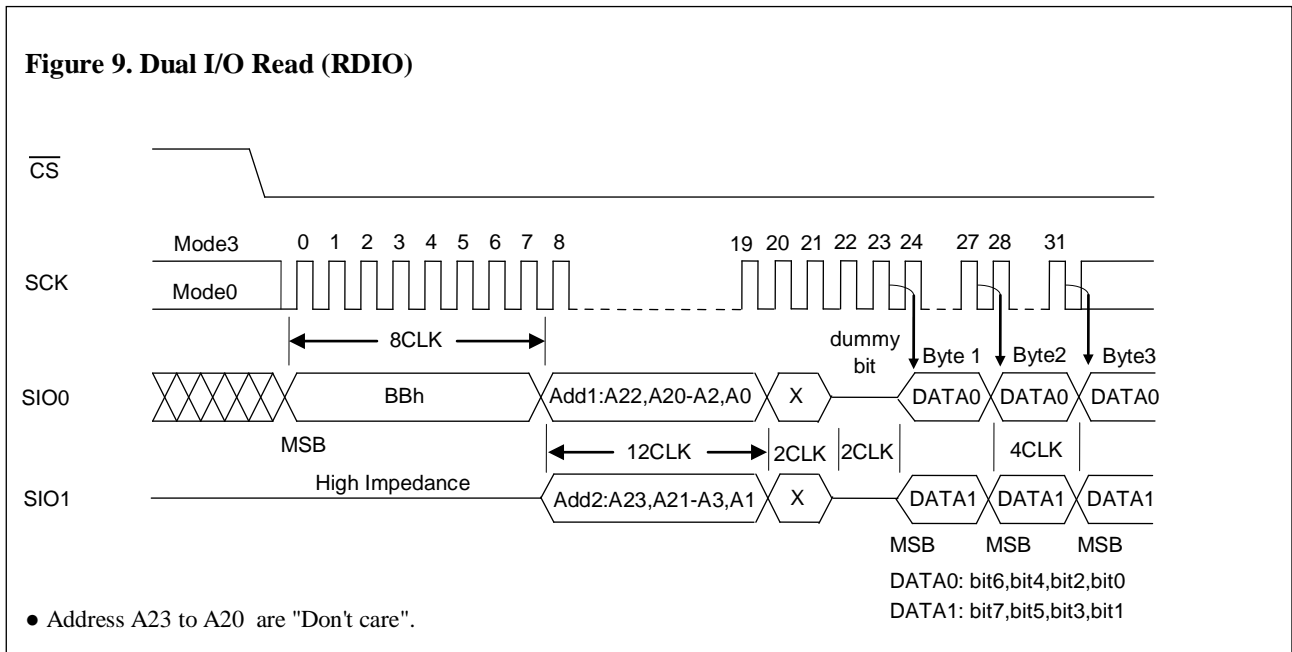 Figure 9. Dual I/O Read (RDIO)
CS
Mode3 0 1 2 3 4 5 6 7 8 19 20 21 22 23 24 27 28 31
SCK
Mode0
8CLK
dummy
bit
Byte 1 Byte2 Byte3
SIO0 BBh Add1:A22,A20-A2,A0 X DATA0 DATA0 DATA0
MSB 12CLK 2CLK 2CLK 4CLK
High Impedance
SIO1 Add2:A23,A21-A3,A1 X DATA1 DATA1 DATA1
MSB MSB MSB
DATA0: bit6,bit4,bit2,bit0
DATA1: bit7,bit5,bit3,bit1
● Address A23 to A20 are "Don't care".